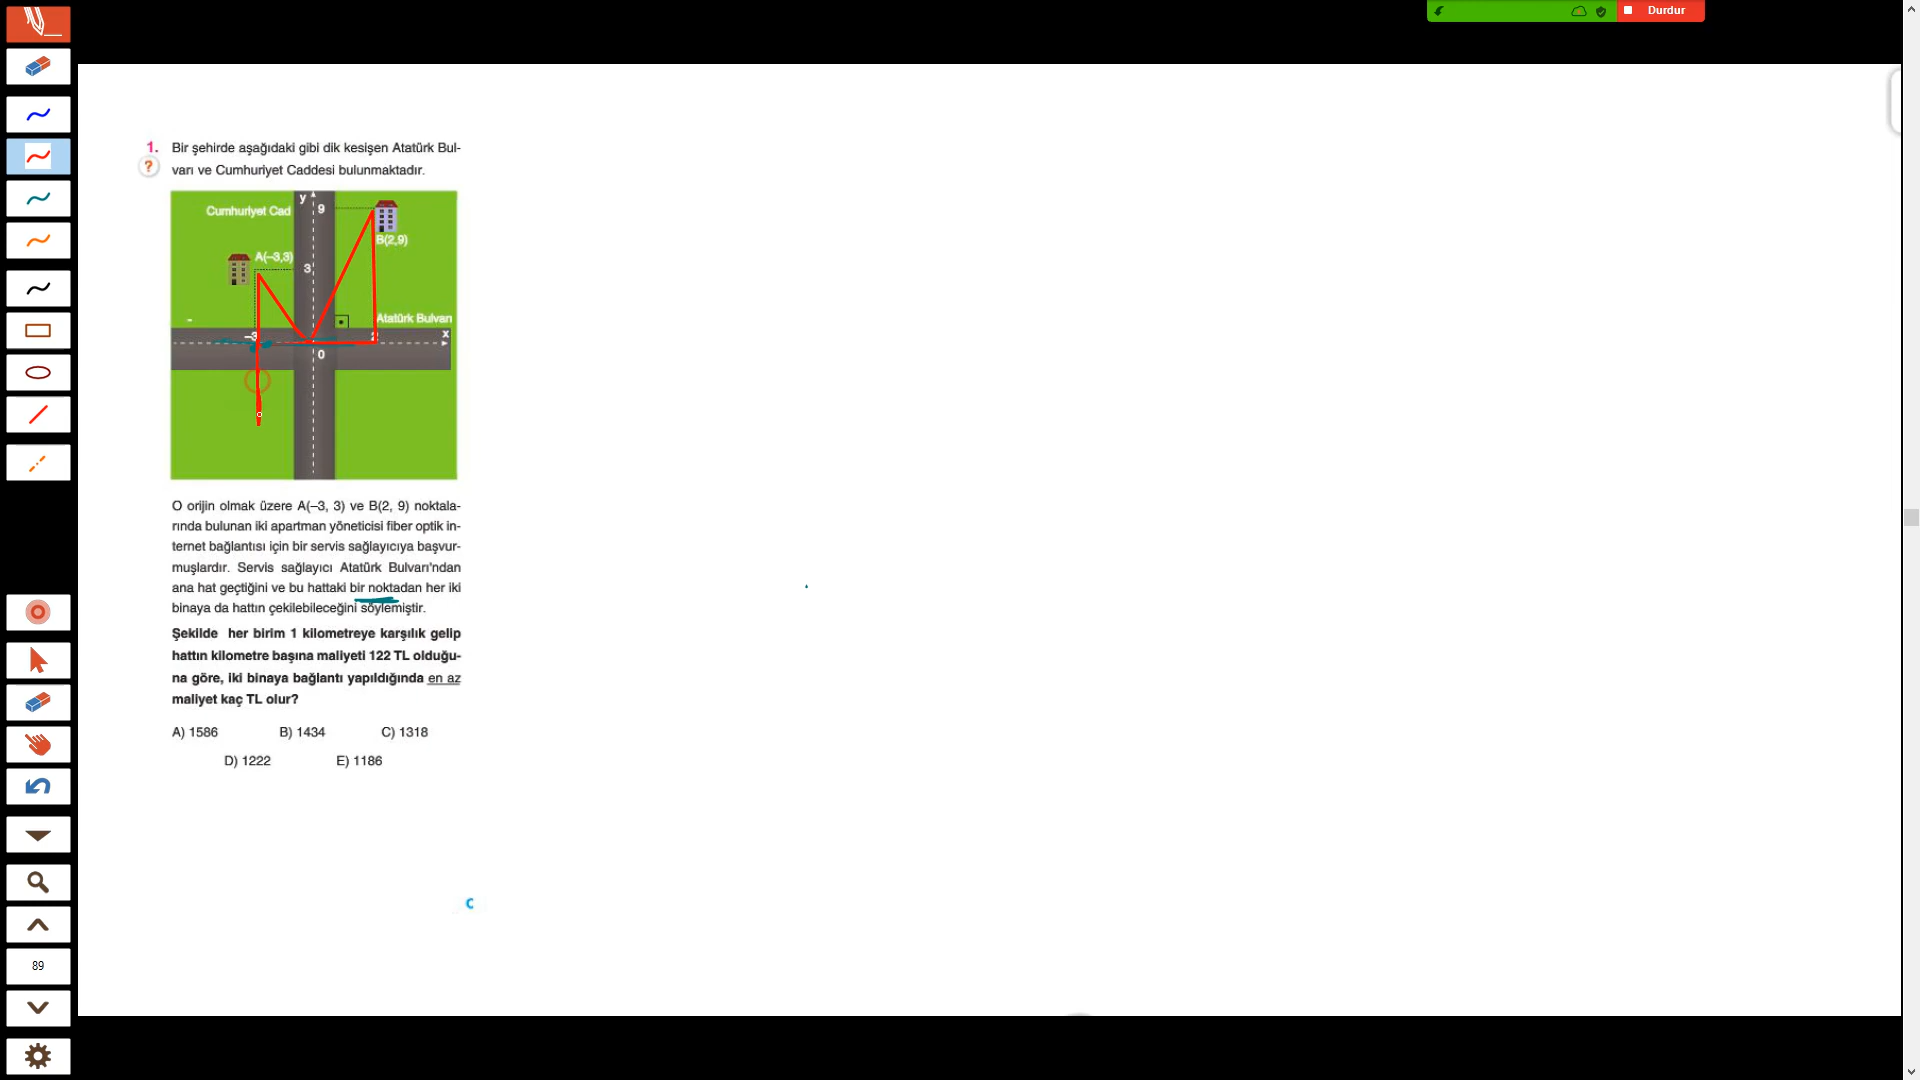 Durdur
1. Bir şehirde aşağıdaki gibi dik kesişen Atatürk Bul-
? varı ve Cumhuriyet Caddesi bulunmaktadır.
y
Cumhuriyet Cad 9
B(2,9)
A(–3,3)
3
Atatürk Bulvarı
–3 2 x
0
O orijin olmak üzere A(–3, 3) ve B(2, 9) noktala-
rında bulunan iki apartman yöneticisi fiber optik in-
ternet bağlantısı için bir servis sağlayıcıya başvur-
muşlardır. Servis sağlayıcı Atatürk Bulvarı'ndan
ana hat geçtiğini ve bu hattaki bir noktadan her iki
binaya da hattın çekilebileceğini söylemiştir.
Şekilde her birim 1 kilometreye karşılık gelip
hattın kilometre başına maliyeti 122 TL olduğu-
na göre, iki binaya bağlantı yapıldığında en az
maliyet kaç TL olur?
A) 1586 B) 1434 C) 1318
D) 1222 E) 1186
C
89